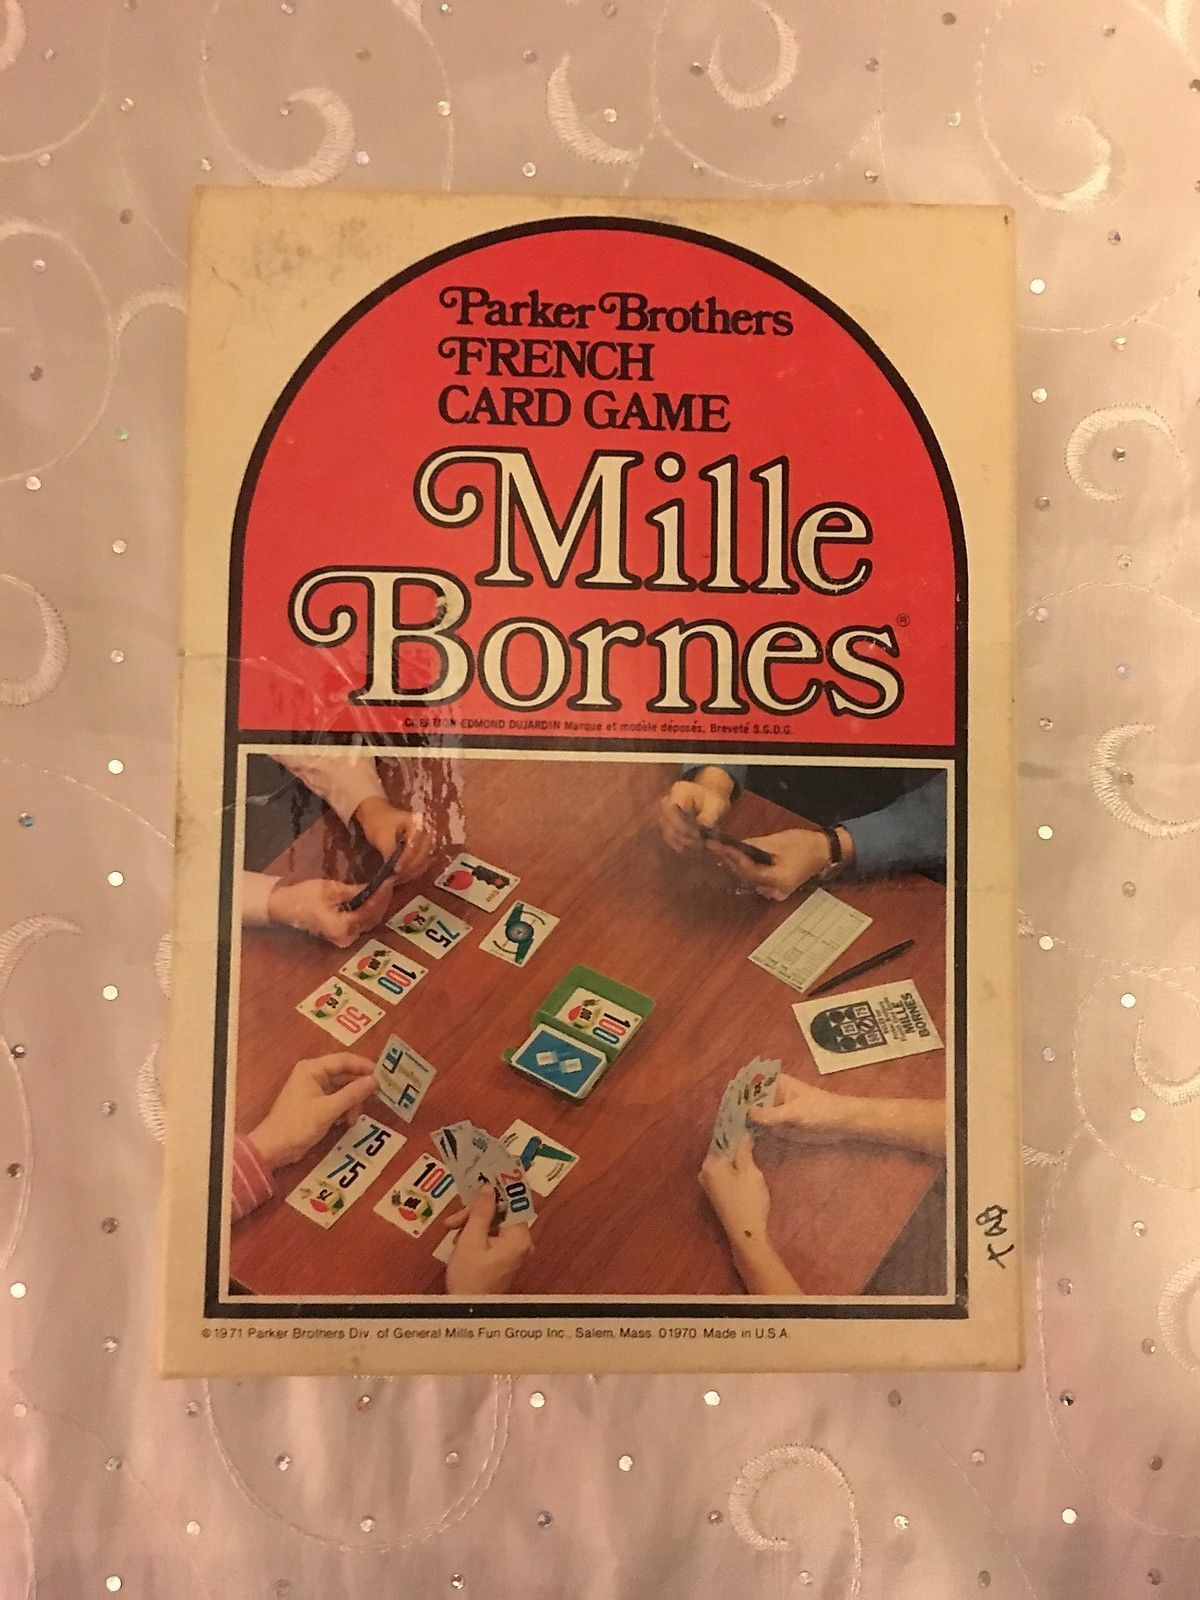 Parker Brothers
FRENCH
CARD GAME
Mille
Bornes®
CREATION EDMOND DUJARDIN Marque et modèle déposés, Breveté S.G.D.G.
75
100
50
100
75
75
100
200
MILLE
BORNES
©1971 Parker Brothers Div. of General Mills Fun Group Inc., Salem, Mass. 01970 Made in U.S.A.